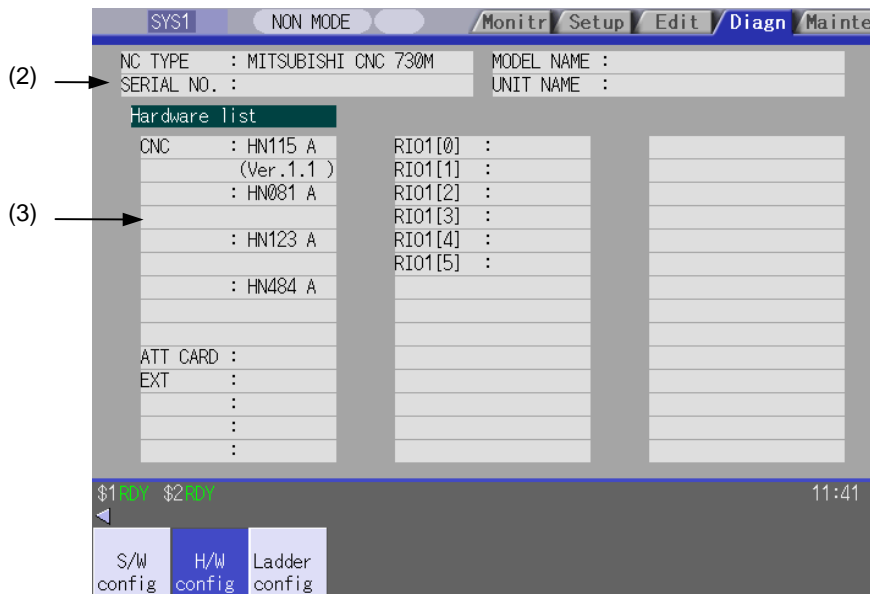 SYS1 NON MODE Monitr Setup Edit Diagn Mainte
NC TYPE : MITSUBISHI CNC 730M MODEL NAME :
(2) SERIAL NO. : UNIT NAME :
Hardware list
CNC : HN115 A RIO1[0] :
(Ver.1.1 ) RIO1[1] :
: HN081 A RIO1[2] :
(3) RIO1[3] :
: HN123 A RIO1[4] :
RIO1[5] :
: HN484 A
ATT CARD :
EXT :
:
:
:
$1RDY $2RDY 11:41
S/W config H/W config Ladder config